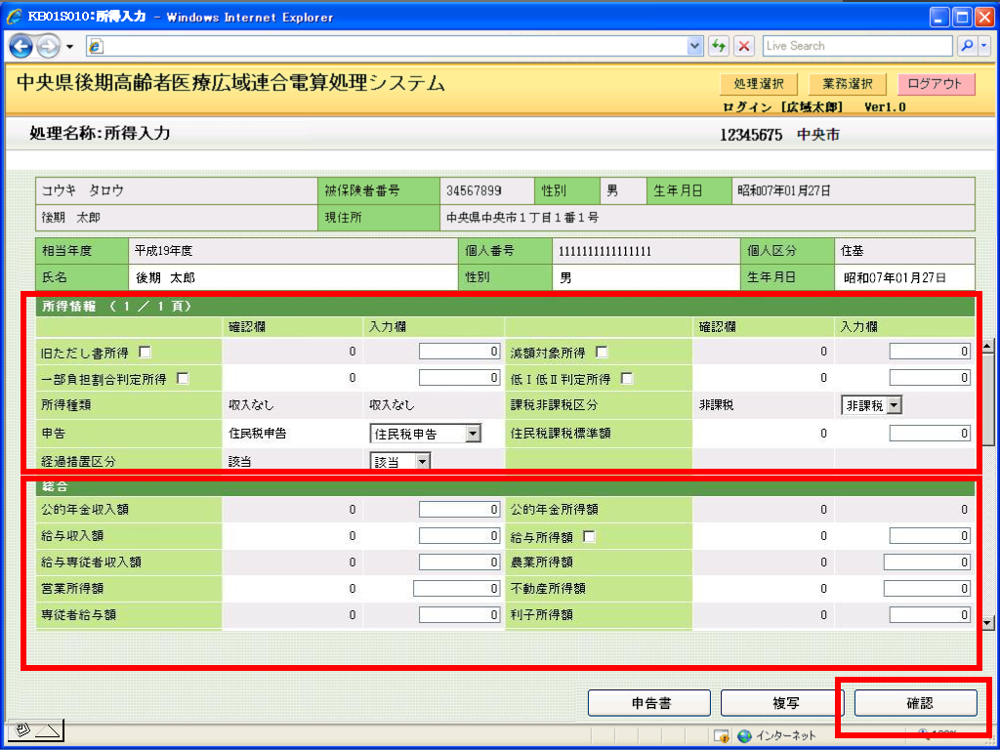 KB01S010:所得入力 - Windows Internet Explorer
Live Search
中央県後期高齢者医療広域連合電算処理システム
処理選択 業務選択 ログアウト
ログイン [広域太郎] Ver1.0
処理名称:所得入力 12345675 中央市
コウキ タロウ 被保険者番号 34567899 性別 男 生年月日 昭和07年01月27日
後期 太郎 現住所 中央県中央市1丁目1番1号
相当年度 平成19年度 個人番号 1111111111111111 個人区分 住基
氏名 後期 太郎 性別 男 生年月日 昭和07年01月27日
所得情報 ( 1 / 1 頁)
確認欄 入力欄 確認欄 入力欄
旧ただし書所得 0 0 減額対象所得 0 0
一部負担割合判定所得 0 0 低Ⅰ低Ⅱ判定所得 0 0
所得種類 収入なし 収入なし 課税非課税区分 非課税 非課税
申告 住民税申告 住民税申告 住民税課税標準額 0 0
経過措置区分 該当 該当
総合
公的年金収入額 0 0 公的年金所得額 0 0
給与収入額 0 0 給与所得額 0 0
給与専従者収入額 0 0 農業所得額 0 0
営業所得額 0 0 不動産所得額 0 0
専従者給与額 0 0 利子所得額 0 0
申告書 複写 確認
インターネット